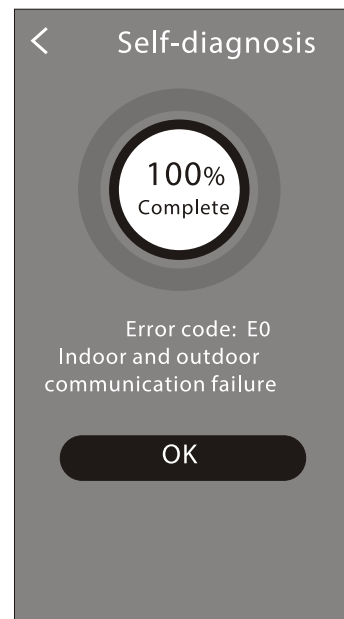 Self-diagnosis
100%
Complete
Error code: E0
Indoor and outdoor
communication failure
OK